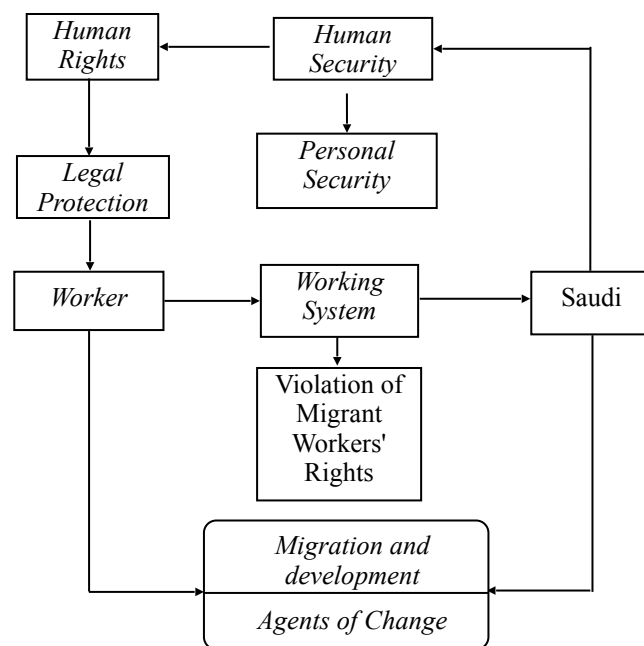 Human
Rights
Human
Security
Personal
Security
Legal
Protection
Worker
Working
System
Saudi
Violation of
Migrant
Workers'
Rights
Migration and
development
Agents of Change